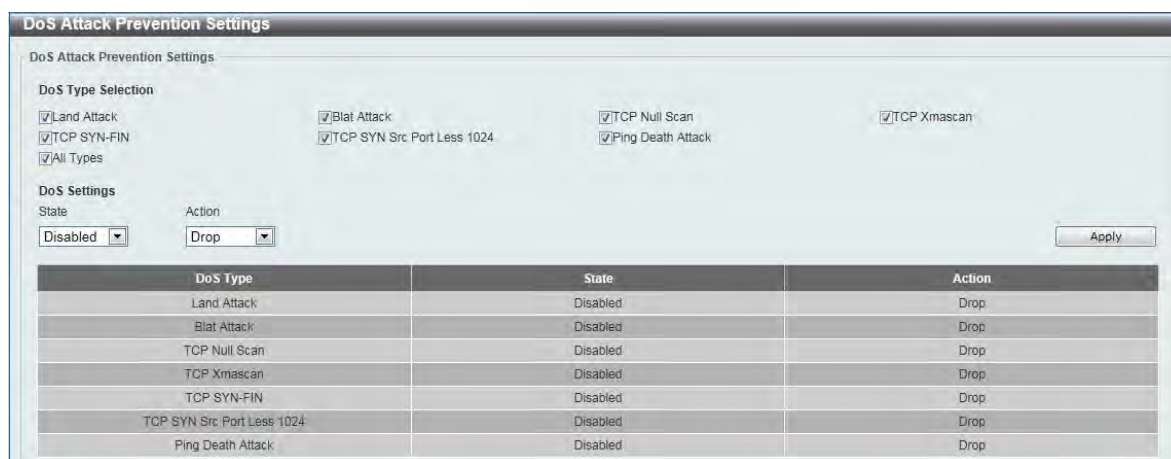 DoS Attack Prevention Settings
DoS Attack Prevention Settings
DoS Type Selection
Land Attack Blat Attack TCP Null Scan TCP Xmascan
TCP SYN-FIN TCP SYN Src Port Less 1024 Ping Death Attack
All Types
DoS Settings
State Action
Disabled Drop Apply
DoS Type State Action
Land Attack Disabled Drop
Blat Attack Disabled Drop
TCP Null Scan Disabled Drop
TCP Xmascan Disabled Drop
TCP SYN-FIN Disabled Drop
TCP SYN Src Port Less 1024 Disabled Drop
Ping Death Attack Disabled Drop